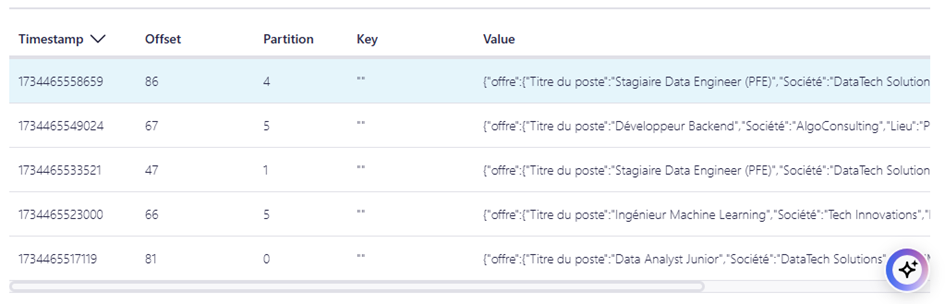 Timestamp Offset Partition Key Value
1734465558659 86 4 "" {"offre":{"Titre du poste":"Stagiaire Data Engineer (PFE)","Société":"DataTech Solution
1734465549024 67 5 "" {"offre":{"Titre du poste":"Développeur Backend","Société":"AlgoConsulting","Lieu":"P
1734465533521 47 1 "" {"offre":{"Titre du poste":"Stagiaire Data Engineer (PFE)","Société":"DataTech Solution
1734465523000 66 5 "" {"offre":{"Titre du poste":"Ingénieur Machine Learning","Société":"Tech Innovations","
1734465517119 81 0 "" {"offre":{"Titre du poste":"Data Analyst Junior","Société":"DataTech Solutions"